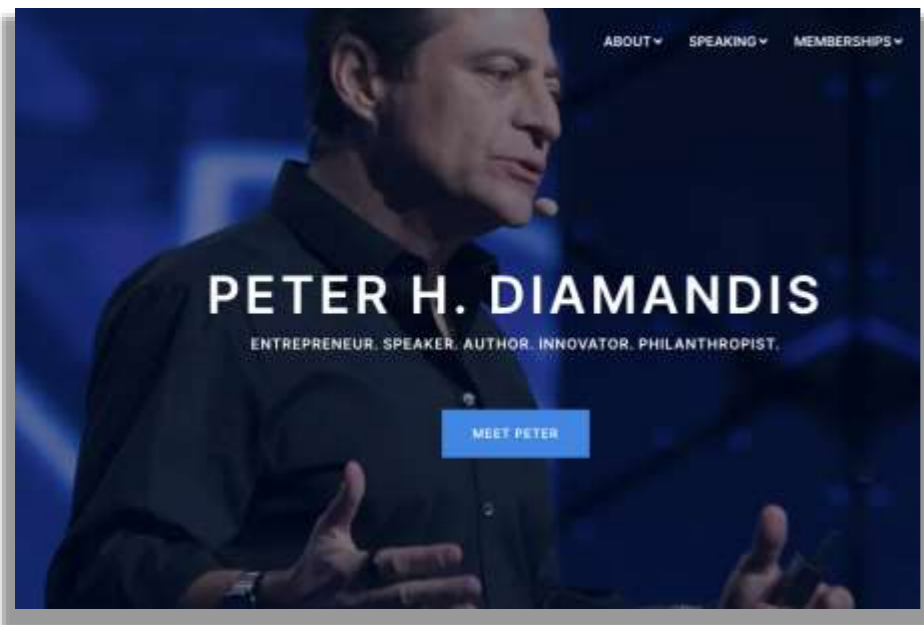 ABOUT SPEAKING MEMBERSHIPS
PETER H. DIAMANDIS
ENTREPRENEUR. SPEAKER. AUTHOR. INNOVATOR. PHILANTHROPIST.
MEET PETER